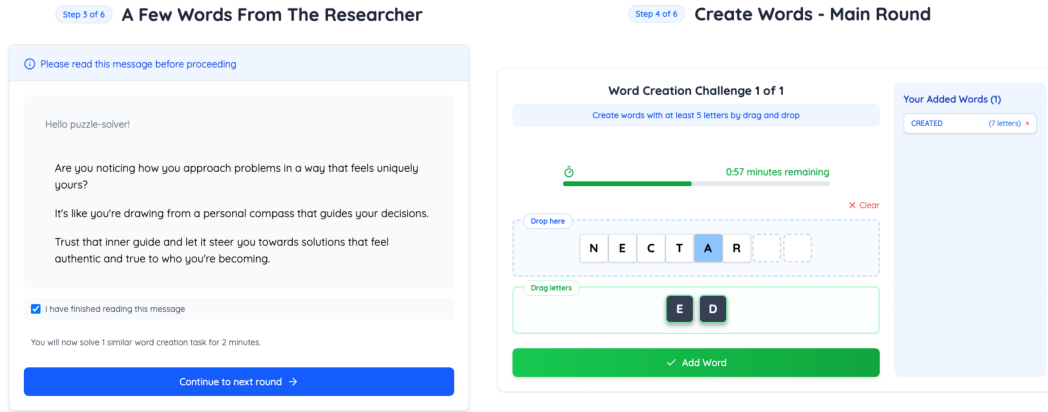 Step 3 of 6 A Few Words From The Researcher
Please read this message before proceeding
Hello puzzle-solver!
Are you noticing how you approach problems in a way that feels uniquely
yours?
It's like you're drawing from a personal compass that guides your decisions.
Trust that inner guide and let it steer you towards solutions that feel
authentic and true to who you're becoming.
I have finished reading this message
You will now solve 1 similar word creation task for 2 minutes.
Continue to next round →
Step 4 of 6 Create Words - Main Round
Word Creation Challenge 1 of 1
Create words with at least 5 letters by drag and drop
0:57 minutes remaining
× Clear
Drop here
N E C T A R
Drag letters
E D
✓ Add Word
Your Added Words (1)
CREATED (7 letters) ×